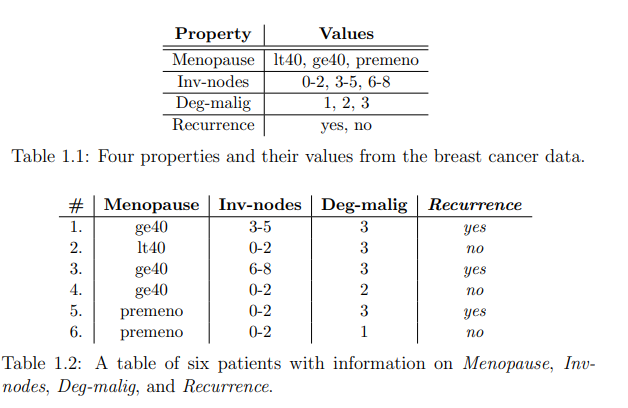 Property Values
Menopause lt40, ge40, premeno
Inv-nodes 0-2, 3-5, 6-8
Deg-malig 1, 2, 3
Recurrence yes, no
Table 1.1: Four properties and their values from the breast cancer data.
# Menopause Inv-nodes Deg-malig Recurrence
1. ge40 3-5 3 yes
2. lt40 0-2 3 no
3. ge40 6-8 3 yes
4. ge40 0-2 2 no
5. premeno 0-2 3 yes
6. premeno 0-2 1 no
Table 1.2: A table of six patients with information on Menopause, Inv-
nodes, Deg-malig, and Recurrence.